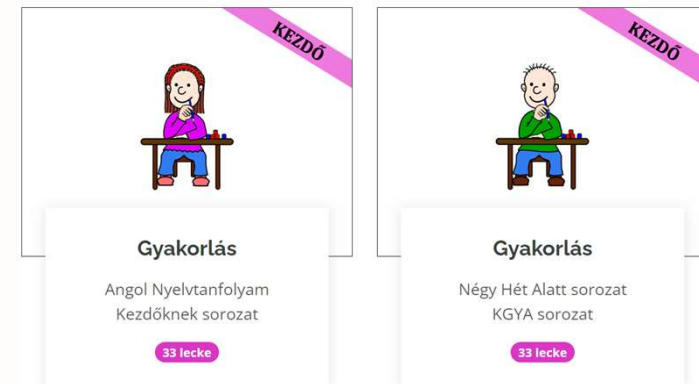 KEZDŐ
Gyakorlás
Angol Nyelvtanfolyam
Kezdőknek sorozat
33 lecke
KEZDŐ
Gyakorlás
Négy Hét Alatt sorozat
KGYA sorozat
33 lecke